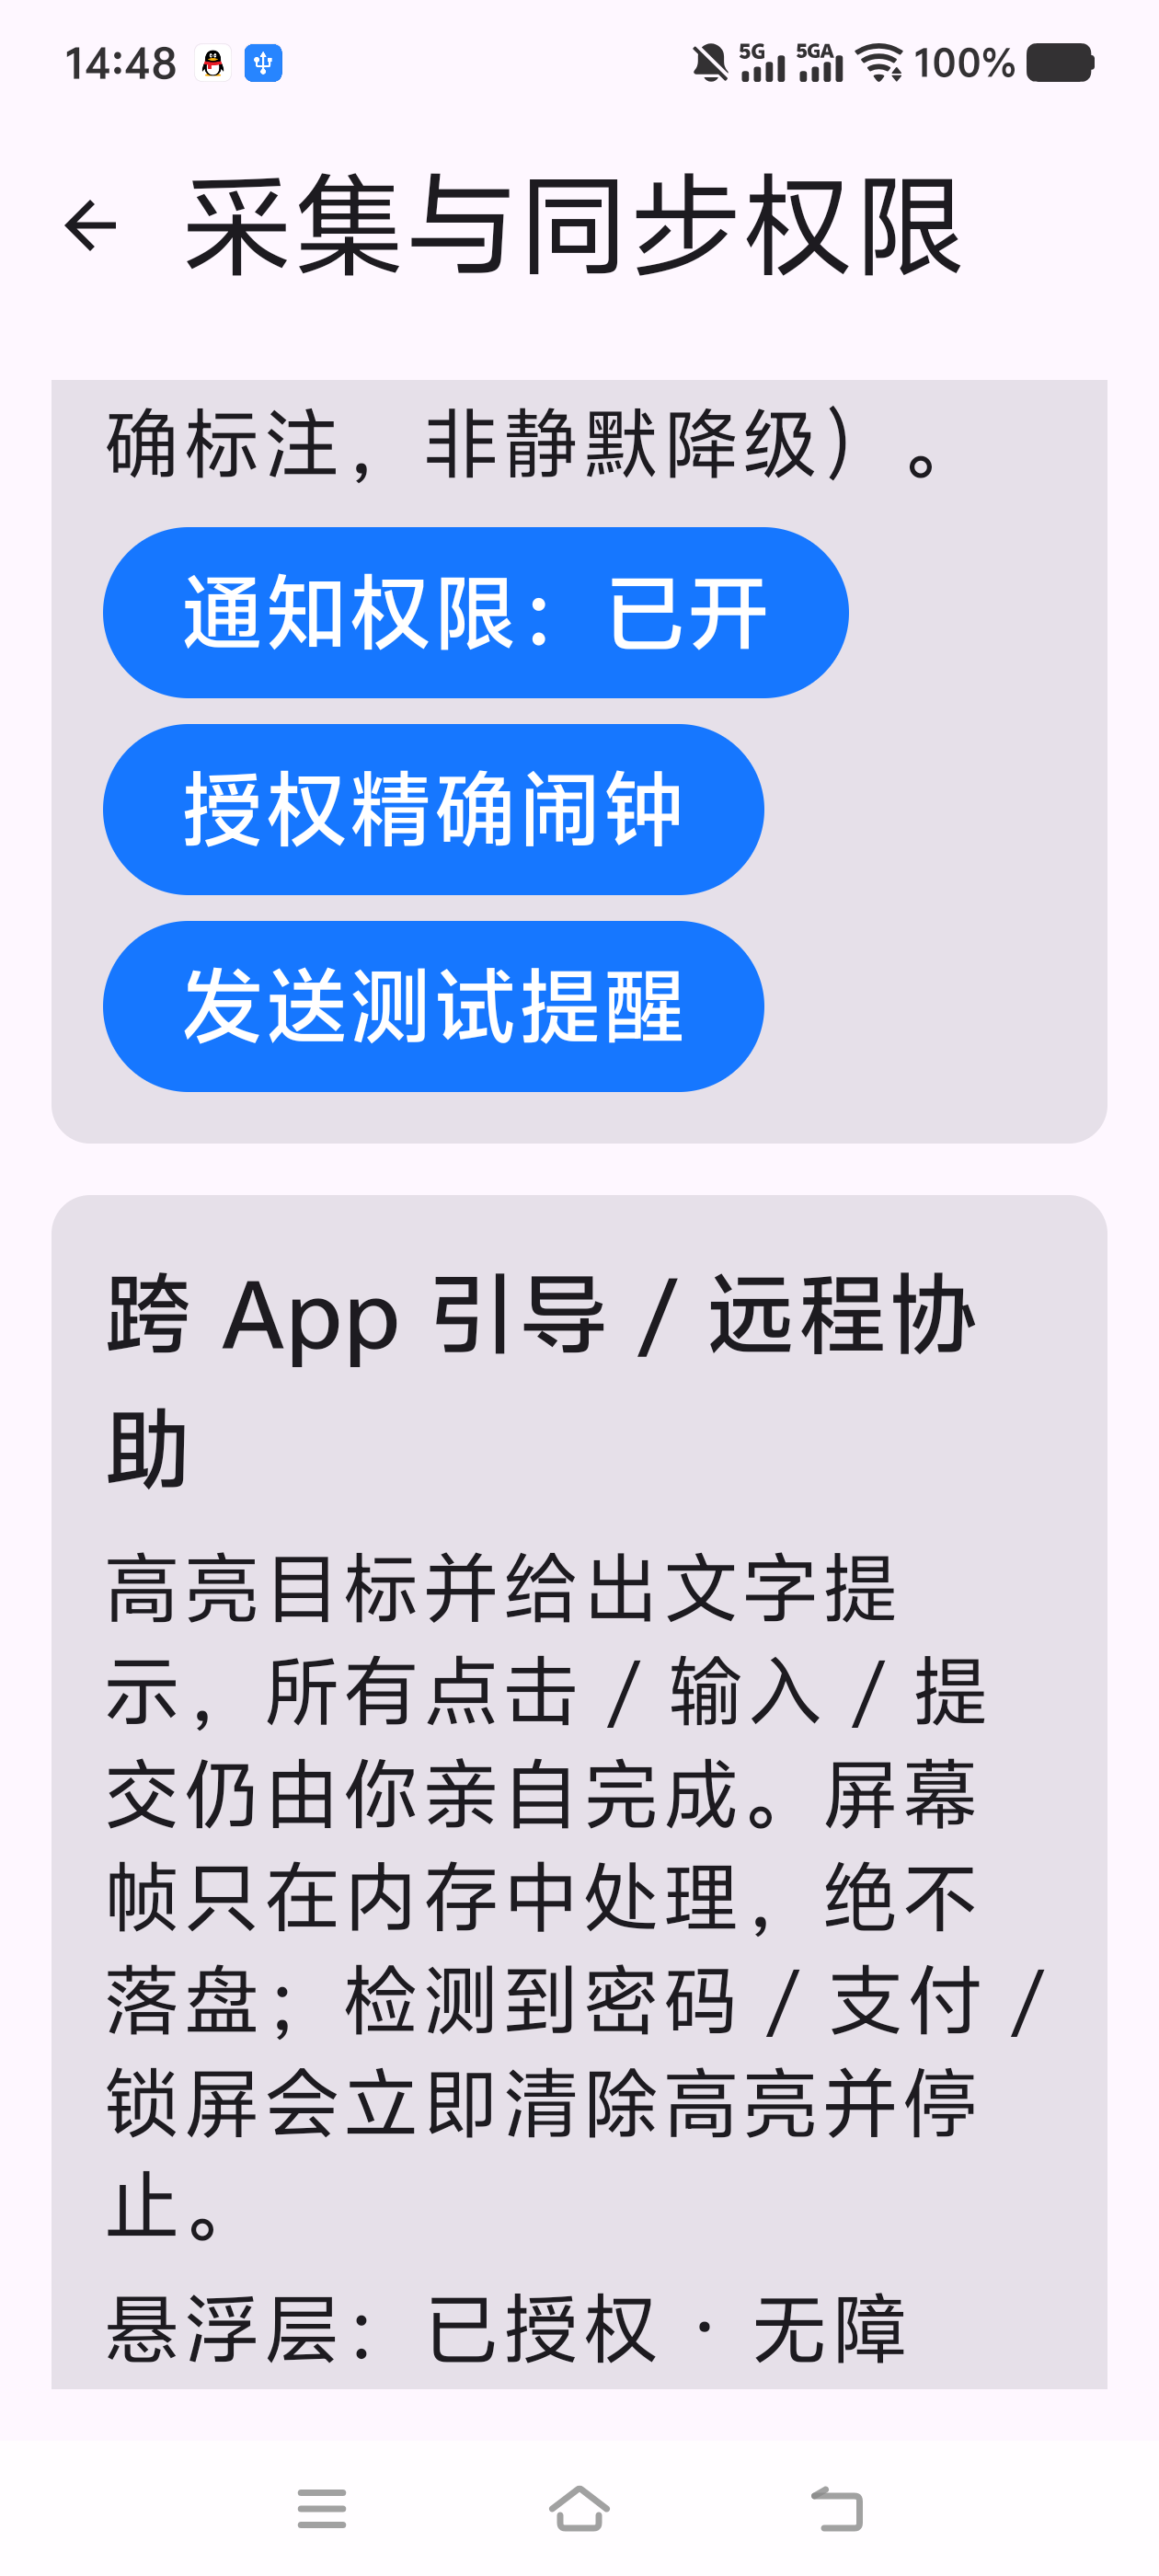 14:48 5G 5GA 100%
采集与同步权限
确标注，非静默降级）。
通知权限：已开
授权精确闹钟
发送测试提醒
跨 App 引导 / 远程协
助
高亮目标并给出文字提
示，所有点击 / 输入 / 提
交仍由你亲自完成。屏幕
帧只在内存中处理，绝不
落盘；检测到密码 / 支付 /
锁屏会立即清除高亮并停
止。
悬浮层：已授权 · 无障